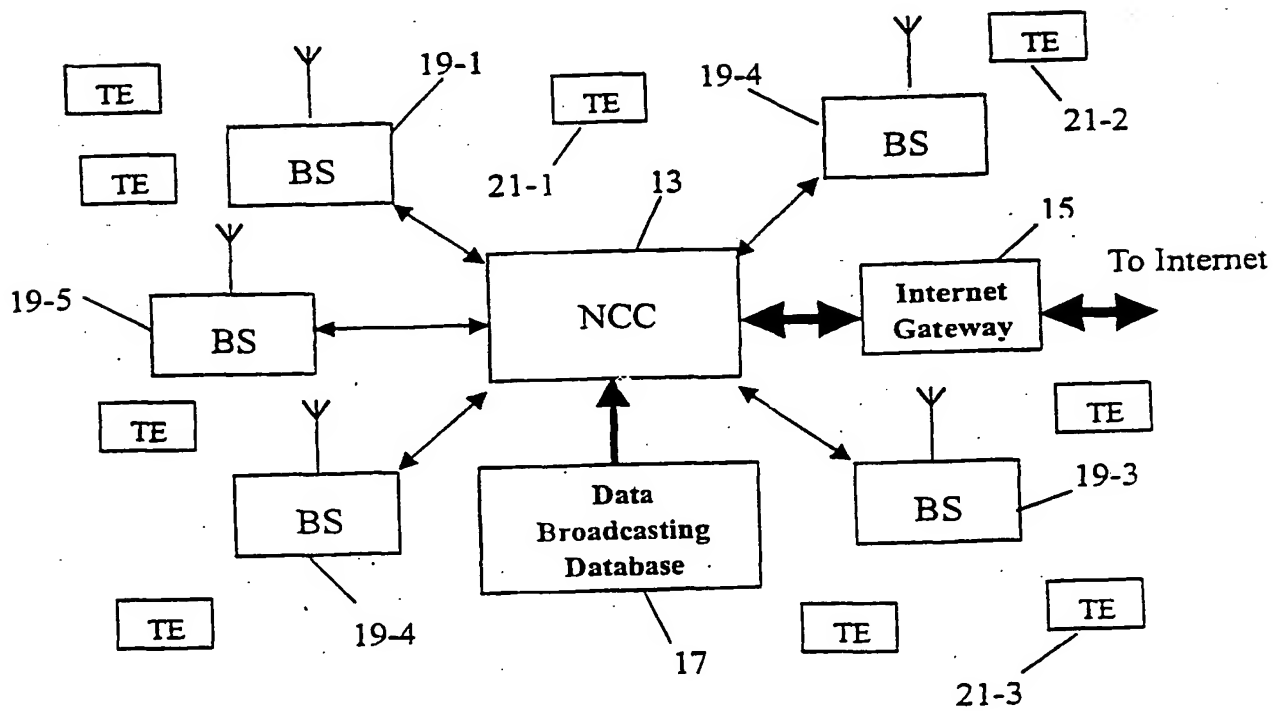 TE
19-1
TE
19-4
TE
BS
BS
21-2
TE
21-1
13
15
To Internet
19-5
BS
NCC
Internet
Gateway
TE
TE
BS
Data
Broadcasting
Database
BS
19-3
TE
19-4
17
TE
TE
21-3